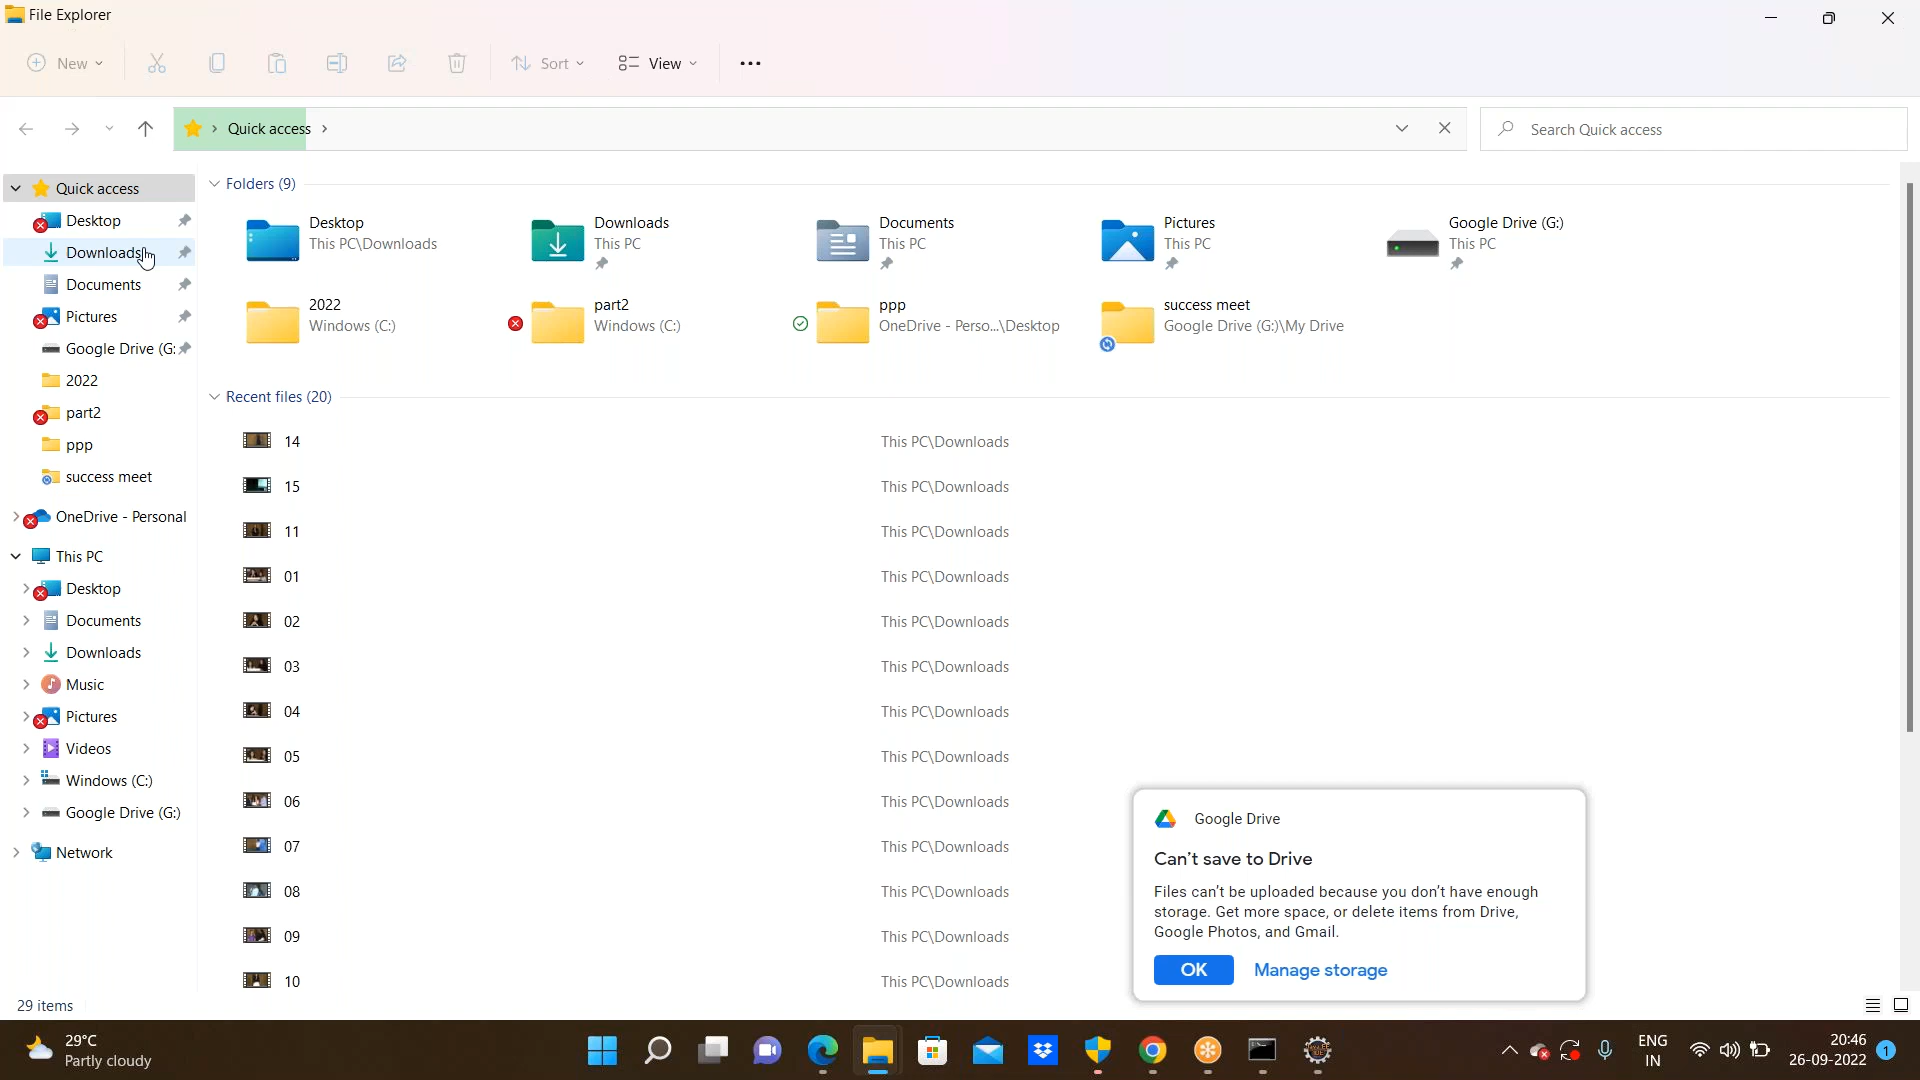 File Explorer
New
Sort
View
Quick access
Search Quick access
Quick access
Desktop
Downloads
Documents
Pictures
Google Drive (G:
2022
part2
ppp
success meet
OneDrive - Personal
This PC
Desktop
Documents
Downloads
Music
Pictures
Videos
Windows (C:)
Google Drive (G:)
Network
Folders (9)
Desktop
This PC\Downloads
Downloads
This PC
Documents
This PC
Pictures
This PC
Google Drive (G:)
This PC
2022
Windows (C:)
part2
Windows (C:)
ppp
OneDrive - Perso...\Desktop
success meet
Google Drive (G:)\My Drive
Recent files (20)
14 This PC\Downloads
15 This PC\Downloads
11 This PC\Downloads
01 This PC\Downloads
02 This PC\Downloads
03 This PC\Downloads
04 This PC\Downloads
05 This PC\Downloads
06 This PC\Downloads
07 This PC\Downloads
08 This PC\Downloads
09 This PC\Downloads
10 This PC\Downloads
Google Drive
Can't save to Drive
Files can't be uploaded because you don't have enough
storage. Get more space, or delete items from Drive,
Google Photos, and Gmail.
OK Manage storage
29 items
29°C
Partly cloudy
ENG
IN
20:46
26-09-2022
1